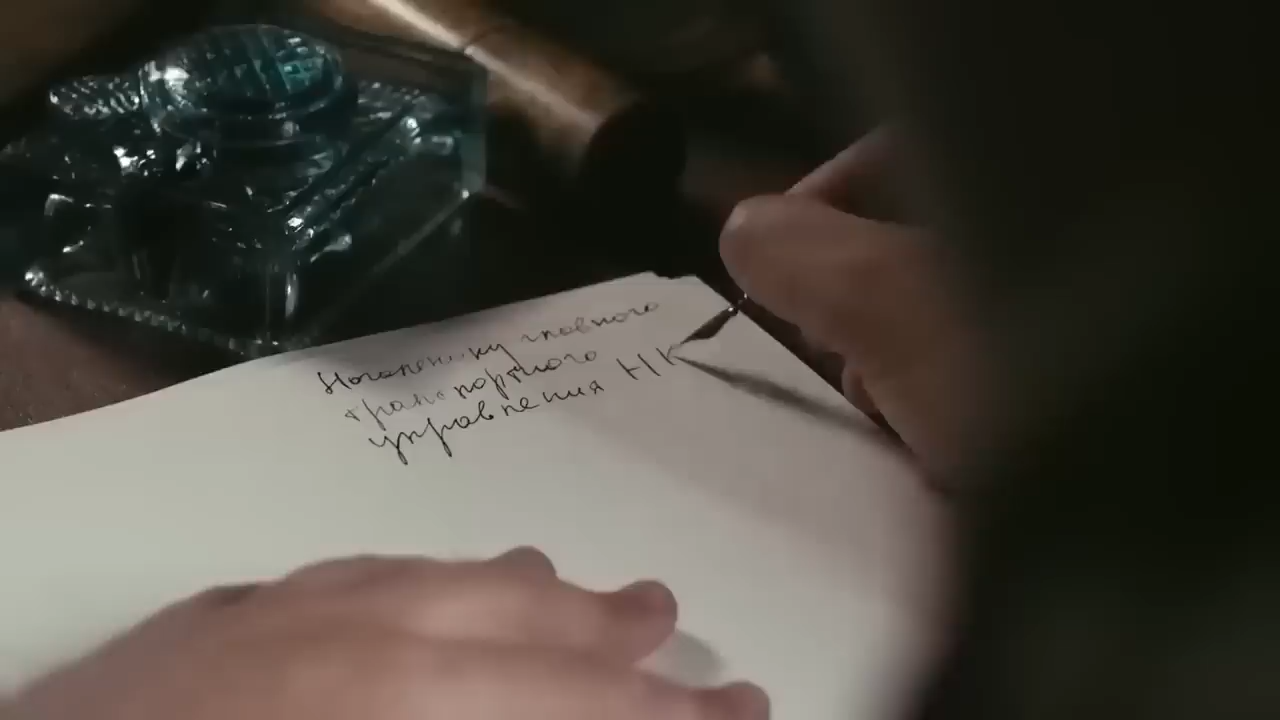 Начальнику главного
транспортного
управления НК